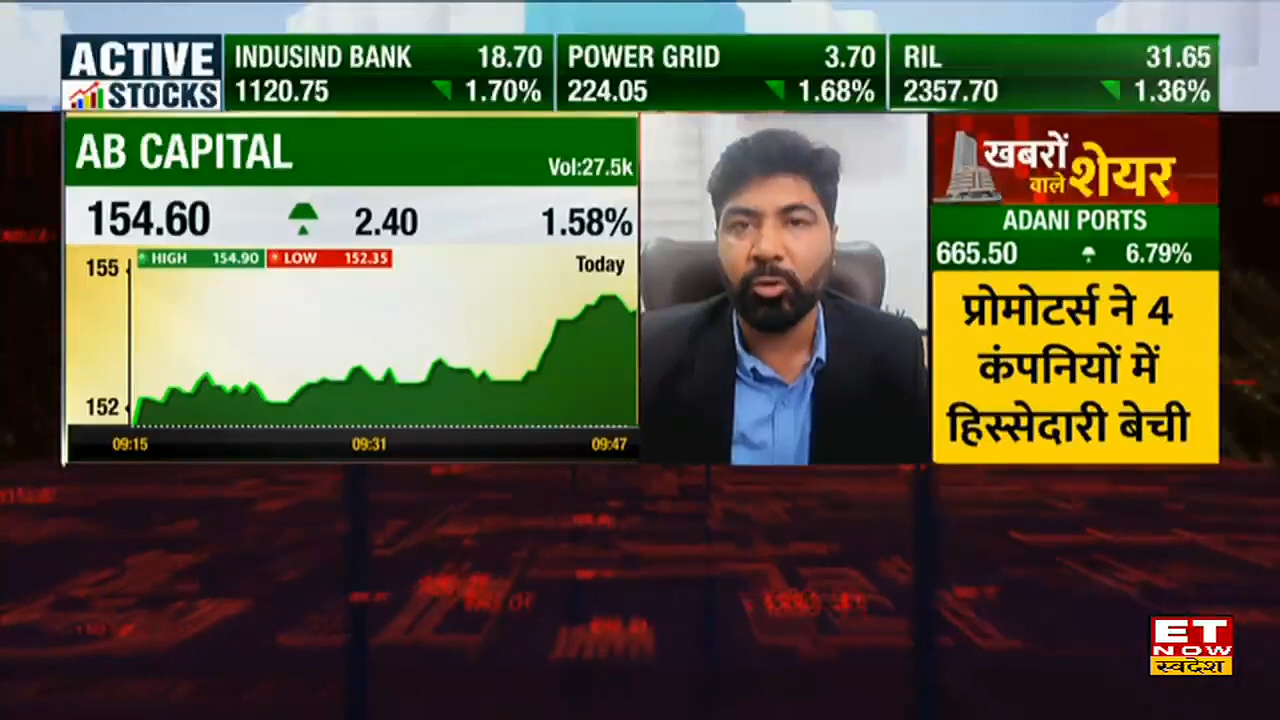 ACTIVE STOCKS
INDUSIND BANK 18.70
1120.75 1.70%
POWER GRID 3.70
224.05 1.68%
RIL 31.65
2357.70 1.36%
AB CAPITAL
Vol:27.5k
154.60 2.40 1.58%
HIGH 154.90 LOW 152.35
Today
155
152
09:15 09:31 09:47
खबरों
वाले शेयर
ADANI PORTS
665.50 6.79%
प्रोमोटर्स ने 4
कंपनियों में
हिस्सेदारी बेची
ET
NOW
स्वदेश